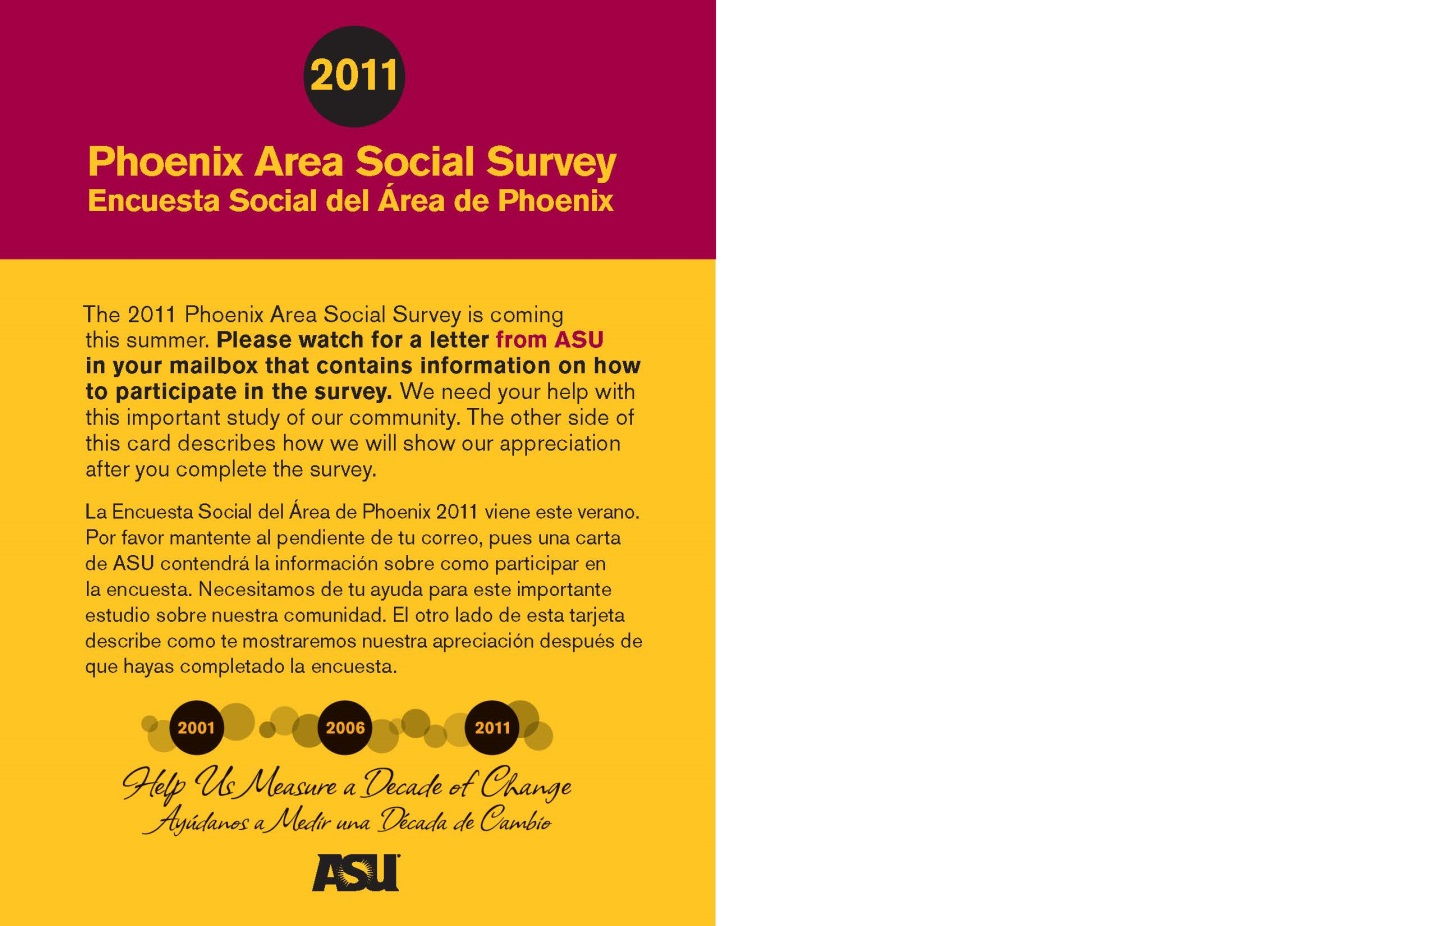 2011
Phoenix Area Social Survey
Encuesta Social del Área de Phoenix
The 2011 Phoenix Area Social Survey is coming
this summer. Please watch for a letter from ASU
in your mailbox that contains information on how
to participate in the survey. We need your help with
this important study of our community. The other side of
this card describes how we will show our appreciation
after you complete the survey.
La Encuesta Social del Área de Phoenix 2011 viene este verano.
Por favor mantente al pendiente de tu correo, pues una carta
de ASU contendrá la información sobre como participar en
la encuesta. Necesitamos de tu ayuda para este importante
estudio sobre nuestra comunidad. El otro lado de esta tarjeta
describe como te mostraremos nuestra apreciación después de
que hayas completado la encuesta.
2001 2006 2011
Help Us Measure a Decade of Change
Ayúdanos a Medir una Década de Cambio
ASU